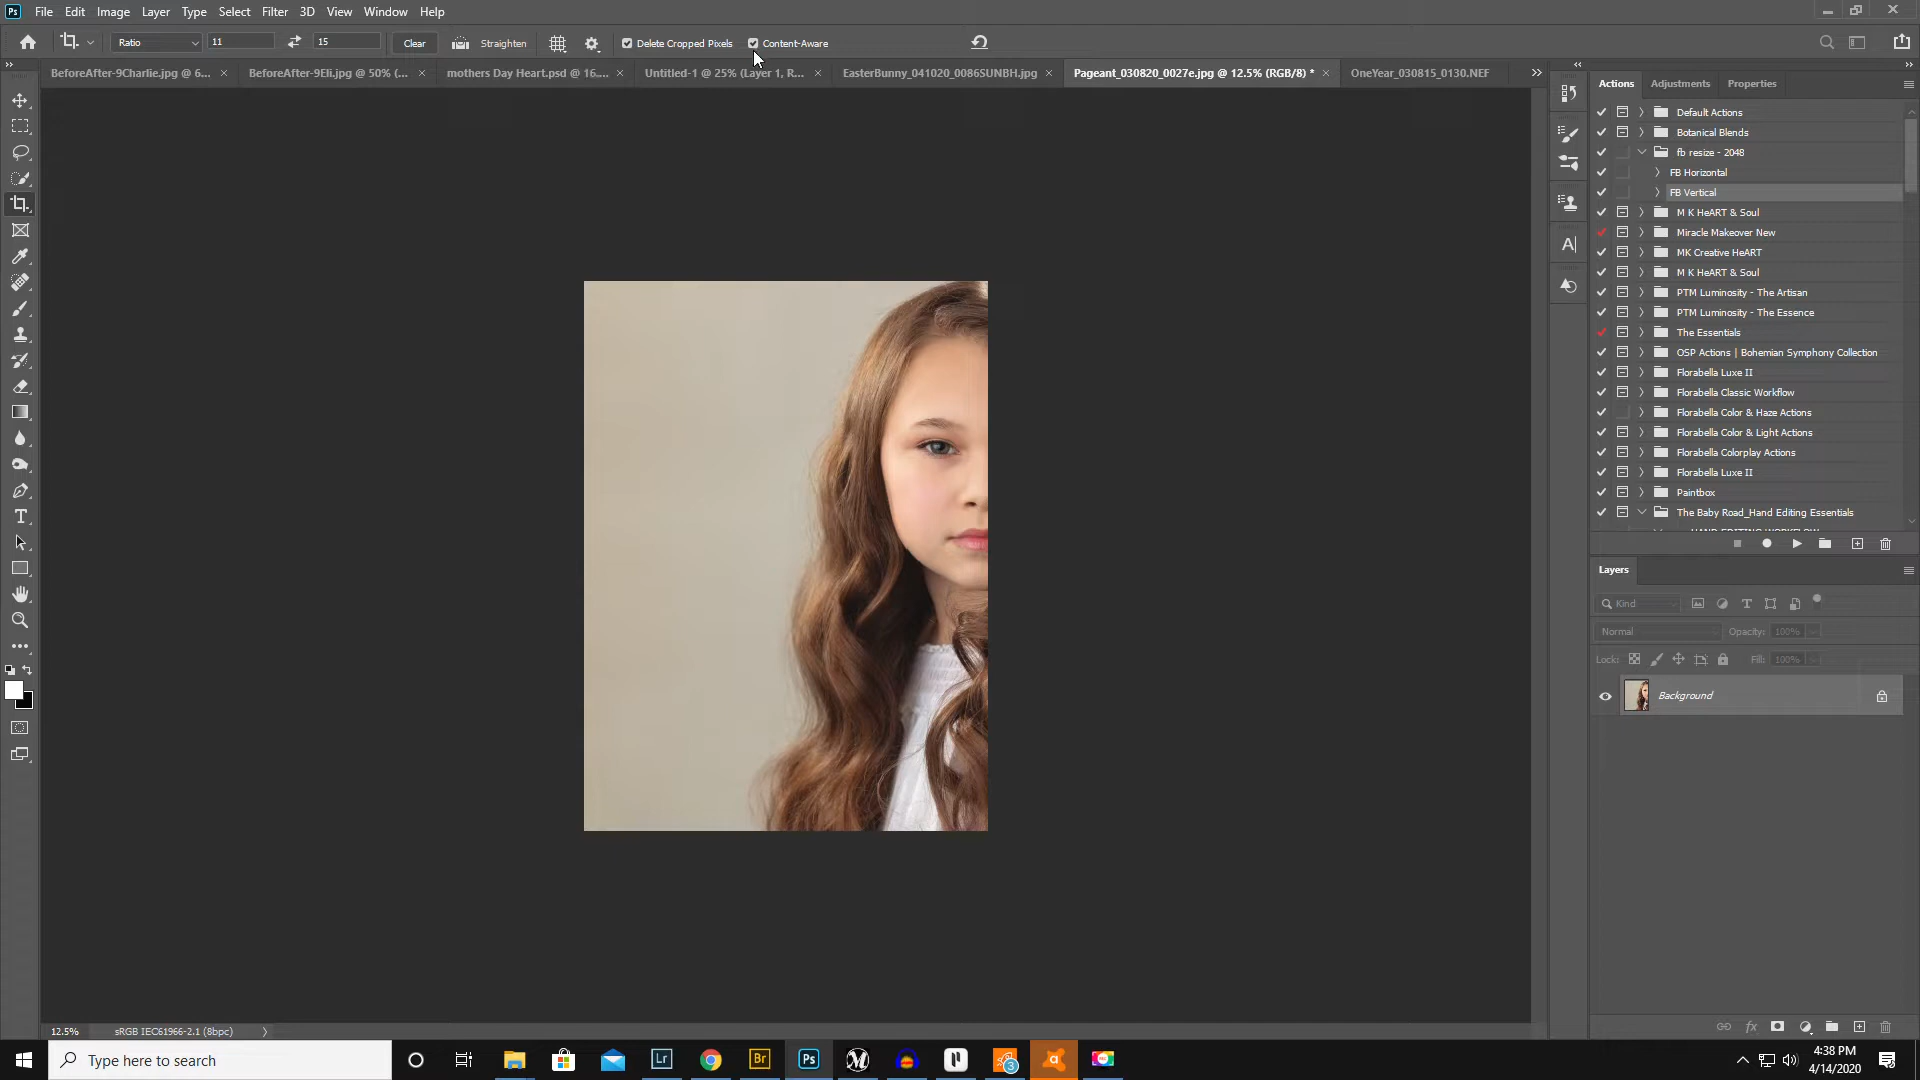 Ps File Edit Image Layer Type Select Filter 3D View Window Help
Ratio 11 15 Clear Straighten Delete Cropped Pixels Content-Aware
BeforeAfter-9Charlie.jpg @ 6... BeforeAfter-9Eli.jpg @ 50% (... mothers Day Heart.psd @ 16.... Untitled-1 @ 25% (Layer 1, R... EasterBunny_041020_0086SUNBH.jpg Pageant_030820_0027e.jpg @ 12.5% (RGB/8) * OneYear_030815_0130.NEF
Actions Adjustments Properties
Default Actions
Botanical Blends
fb resize - 2048
FB Horizontal
FB Vertical
M K HeART & Soul
Miracle Makeover New
MK Creative HeART
M K HeART & Soul
PTM Luminosity - The Artisan
PTM Luminosity - The Essence
The Essentials
OSP Actions | Bohemian Symphony Collection
Florabella Luxe II
Florabella Classic Workflow
Florabella Color & Haze Actions
Florabella Color & Light Actions
Florabella Colorplay Actions
Florabella Luxe II
Paintbox
The Baby Road_Hand Editing Essentials
Layers
Kind
Normal Opacity: 100%
Lock: Fill: 100%
Background
12.5% sRGB IEC61966-2.1 (8bpc)
Type here to search
Lr Br Ps 3
4:38 PM
4/14/2020